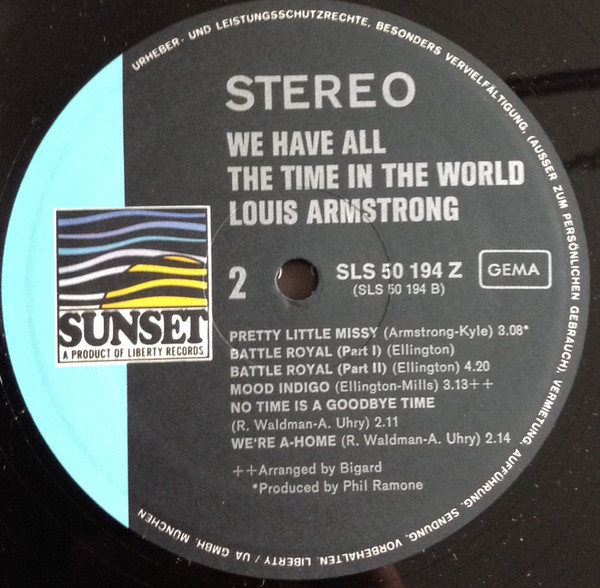 URHEBER- UND LEISTUNGSSCHUTZRECHTE, BESONDERS VERVIELFÄLTIGUNG, (AUSSER ZUM PERSÖNLICHEN GEBRAUCH), VERMIETUNG, AUFFÜHRUNG, SENDUNG, VORBEHALTEN. LIBERTY / UA GMBH, MÜNCHEN
STEREO
WE HAVE ALL
THE TIME IN THE WORLD
LOUIS ARMSTRONG
2
SLS 50 194 Z
GEMA
(SLS 50 194 B)
SUNSET
A PRODUCT OF LIBERTY RECORDS
PRETTY LITTLE MISSY (Armstrong-Kyle) 3.08*
BATTLE ROYAL (Part I) (Ellington)
BATTLE ROYAL (Part II) (Ellington) 4.20
MOOD INDIGO (Ellington-Mills) 3.13++
NO TIME IS A GOODBYE TIME
(R. Waldman-A. Uhry) 2.11
WE'RE A-HOME (R. Waldman-A. Uhry) 2.14
++Arranged by Bigard
*Produced by Phil Ramone